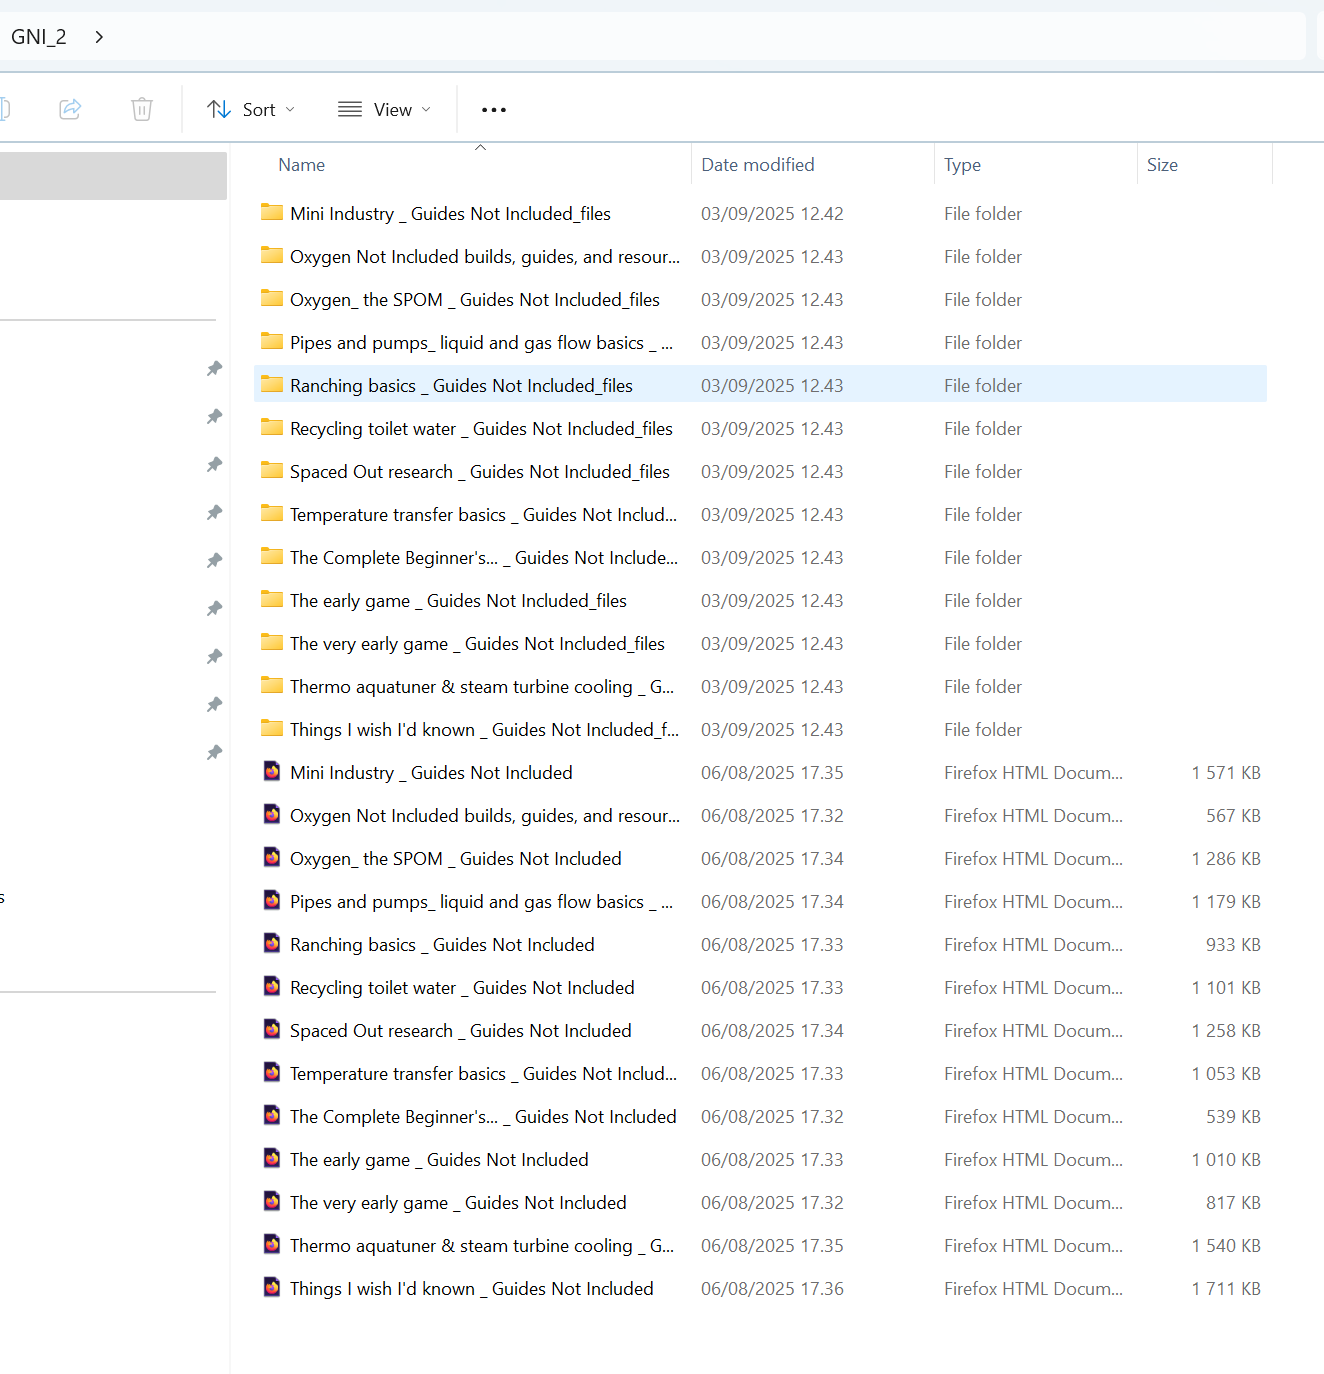 GNI_2
Sort
View
Name Date modified Type Size
Mini Industry _ Guides Not Included_files 03/09/2025 12.42 File folder
Oxygen Not Included builds, guides, and resour... 03/09/2025 12.43 File folder
Oxygen_ the SPOM _ Guides Not Included_files 03/09/2025 12.43 File folder
Pipes and pumps_ liquid and gas flow basics _ ... 03/09/2025 12.43 File folder
Ranching basics _ Guides Not Included_files 03/09/2025 12.43 File folder
Recycling toilet water _ Guides Not Included_files 03/09/2025 12.43 File folder
Spaced Out research _ Guides Not Included_files 03/09/2025 12.43 File folder
Temperature transfer basics _ Guides Not Includ... 03/09/2025 12.43 File folder
The Complete Beginner's... _ Guides Not Include... 03/09/2025 12.43 File folder
The early game _ Guides Not Included_files 03/09/2025 12.43 File folder
The very early game _ Guides Not Included_files 03/09/2025 12.43 File folder
Thermo aquatuner & steam turbine cooling _ G... 03/09/2025 12.43 File folder
Things I wish I'd known _ Guides Not Included_f... 03/09/2025 12.43 File folder
Mini Industry _ Guides Not Included 06/08/2025 17.35 Firefox HTML Docum... 1 571 KB
Oxygen Not Included builds, guides, and resour... 06/08/2025 17.32 Firefox HTML Docum... 567 KB
Oxygen_ the SPOM _ Guides Not Included 06/08/2025 17.34 Firefox HTML Docum... 1 286 KB
Pipes and pumps_ liquid and gas flow basics _ ... 06/08/2025 17.34 Firefox HTML Docum... 1 179 KB
s
Ranching basics _ Guides Not Included 06/08/2025 17.33 Firefox HTML Docum... 933 KB
Recycling toilet water _ Guides Not Included 06/08/2025 17.33 Firefox HTML Docum... 1 101 KB
Spaced Out research _ Guides Not Included 06/08/2025 17.34 Firefox HTML Docum... 1 258 KB
Temperature transfer basics _ Guides Not Includ... 06/08/2025 17.33 Firefox HTML Docum... 1 053 KB
The Complete Beginner's... _ Guides Not Included 06/08/2025 17.32 Firefox HTML Docum... 539 KB
The early game _ Guides Not Included 06/08/2025 17.33 Firefox HTML Docum... 1 010 KB
The very early game _ Guides Not Included 06/08/2025 17.32 Firefox HTML Docum... 817 KB
Thermo aquatuner & steam turbine cooling _ G... 06/08/2025 17.35 Firefox HTML Docum... 1 540 KB
Things I wish I'd known _ Guides Not Included 06/08/2025 17.36 Firefox HTML Docum... 1 711 KB